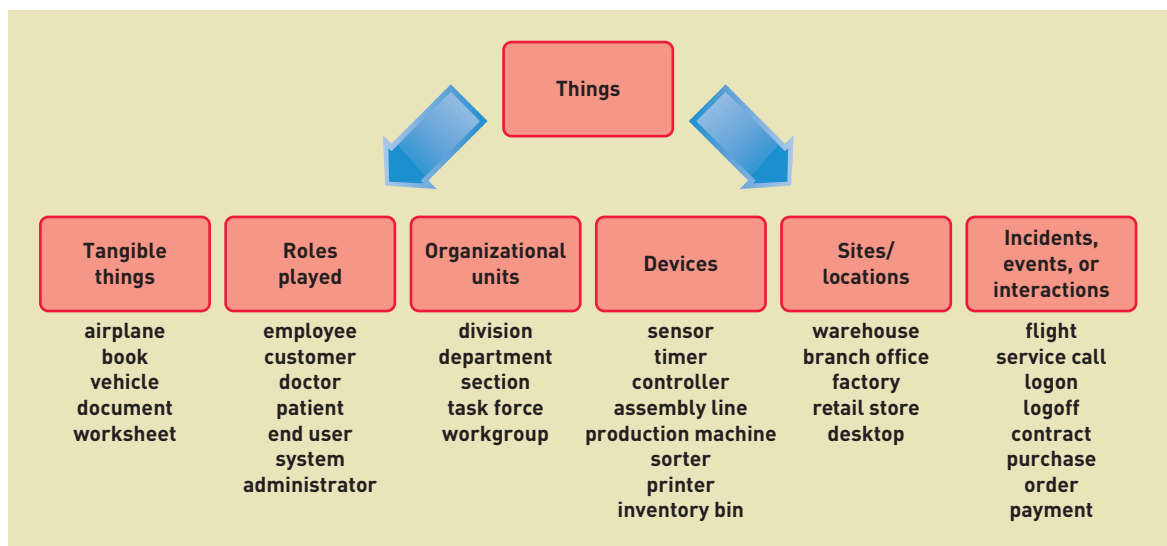 Things
Tangible
things
airplane
book
vehicle
document
worksheet
Roles
played
employee
customer
doctor
patient
end user
system
administrator
Organizational
units
division
department
section
task force
workgroup
Devices
sensor
timer
controller
assembly line
production machine
sorter
printer
inventory bin
Sites/
locations
warehouse
branch office
factory
retail store
desktop
Incidents,
events, or
interactions
flight
service call
logon
logoff
contract
purchase
order
payment